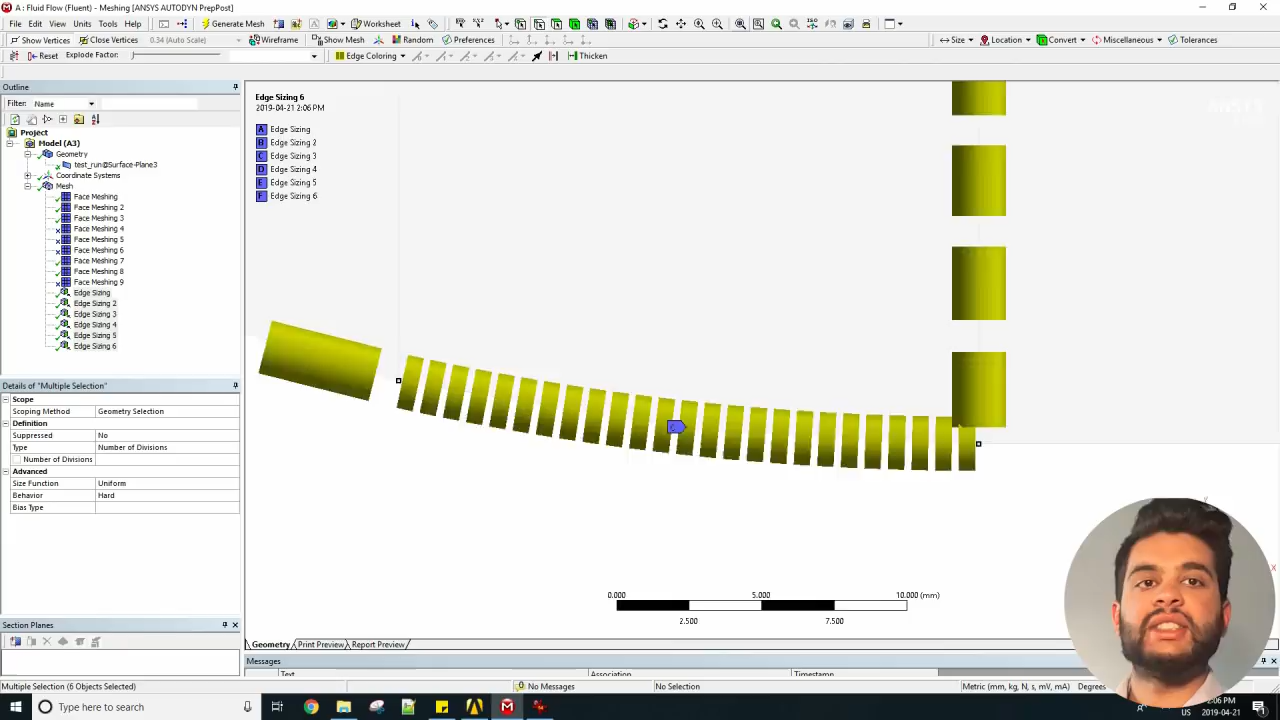 A : Fluid Flow (Fluent) - Meshing [ANSYS AUTODYN PrepPost]
File Edit View Units Tools Help Generate Mesh Worksheet
Show Vertices Close Vertices 0.34 (Auto Scale) Wireframe Show Mesh Random Preferences Size Location Convert Miscellaneous Tolerances
Reset Explode Factor: Edge Coloring Thicken
Outline
Filter: Name
Project
Model (A3)
Geometry
test_run@Surface-Plane3
Coordinate Systems
Mesh
Face Meshing
Face Meshing 2
Face Meshing 3
Face Meshing 4
Face Meshing 5
Face Meshing 6
Face Meshing 7
Face Meshing 8
Face Meshing 9
Edge Sizing
Edge Sizing 2
Edge Sizing 3
Edge Sizing 4
Edge Sizing 5
Edge Sizing 6
Details of "Multiple Selection"
Scope
Scoping Method Geometry Selection
Definition
Suppressed No
Type Number of Divisions
Number of Divisions
Advanced
Size Function Uniform
Behavior Hard
Bias Type
Section Planes
Edge Sizing 6
2019-04-21 2:06 PM
A Edge Sizing
B Edge Sizing 2
C Edge Sizing 3
D Edge Sizing 4
E Edge Sizing 5
F Edge Sizing 6
ANSYS
C
0.000 5.000 10.000 (mm)
2.500 7.500
Geometry Print Preview Report Preview
Messages
Text Association Timestamp
Multiple Selection (6 Objects Selected) No Messages No Selection Metric (mm, kg, N, s, mV, mA) Degrees
Type here to search
2:06 PM
2019-04-21